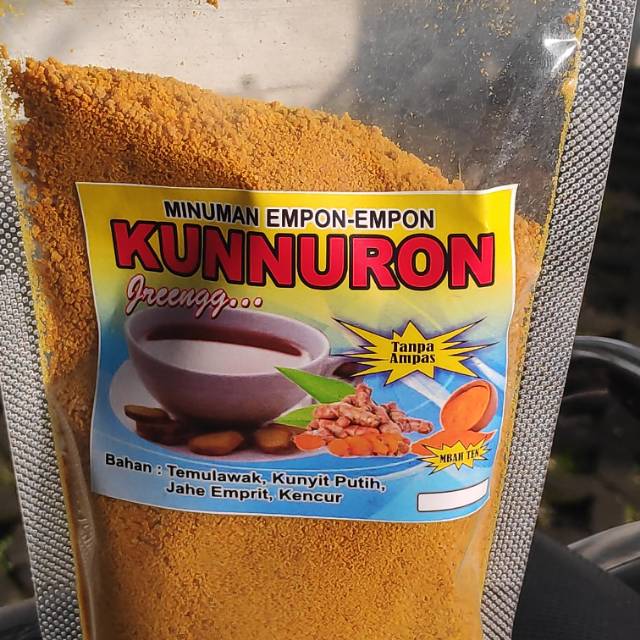 MINUMAN EMPON-EMPON
KUNNURON
Jreengg...
Tanpa
Ampas
MBAH TEK
Bahan : Temulawak, Kunyit Putih,
Jahe Emprit, Kencur